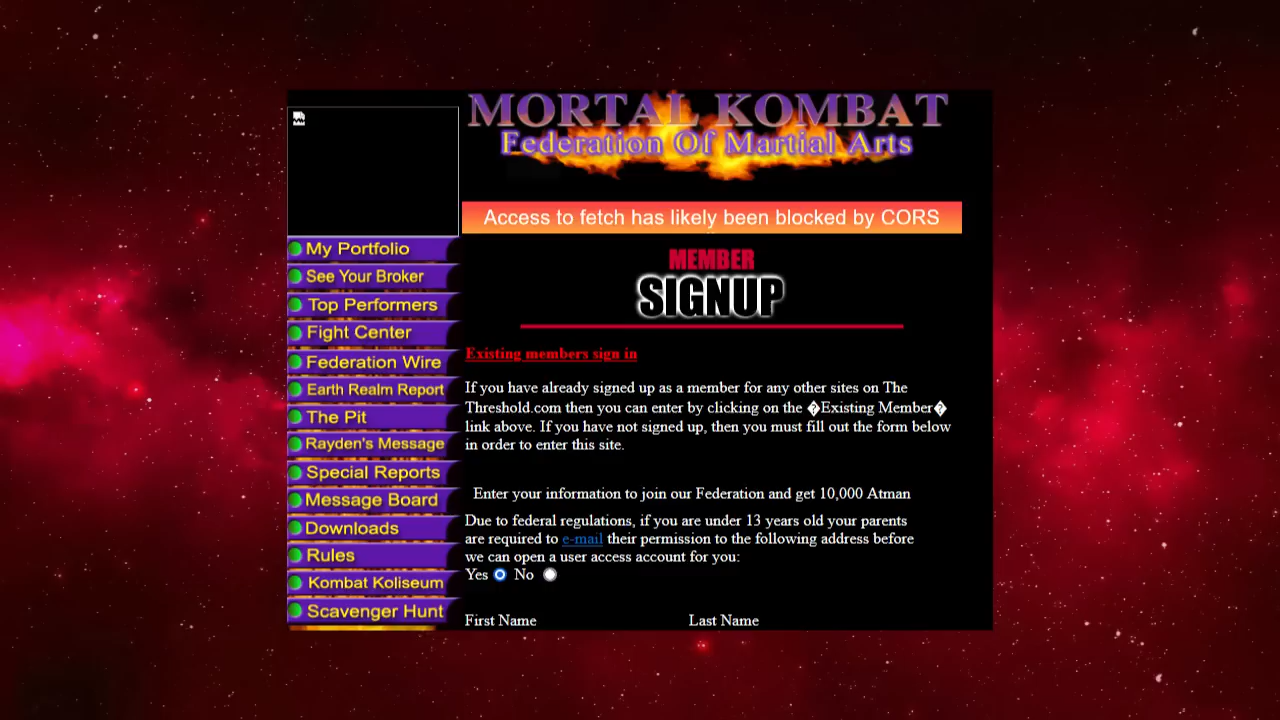 MORTAL KOMBAT
Federation Of Martial Arts
Access to fetch has likely been blocked by CORS
My Portfolio
See Your Broker
Top Performers
Fight Center
Federation Wire
Earth Realm Report
The Pit
Rayden's Message
Special Reports
Message Board
Downloads
Rules
Kombat Koliseum
Scavenger Hunt
MEMBER
SIGNUP
Existing members sign in
If you have already signed up as a member for any other sites on The
Threshold.com then you can enter by clicking on the �Existing Member�
link above. If you have not signed up, then you must fill out the form below
in order to enter this site.
Enter your information to join our Federation and get 10,000 Atman
Due to federal regulations, if you are under 13 years old your parents
are required to e-mail their permission to the following address before
we can open a user access account for you:
Yes No
First Name Last Name